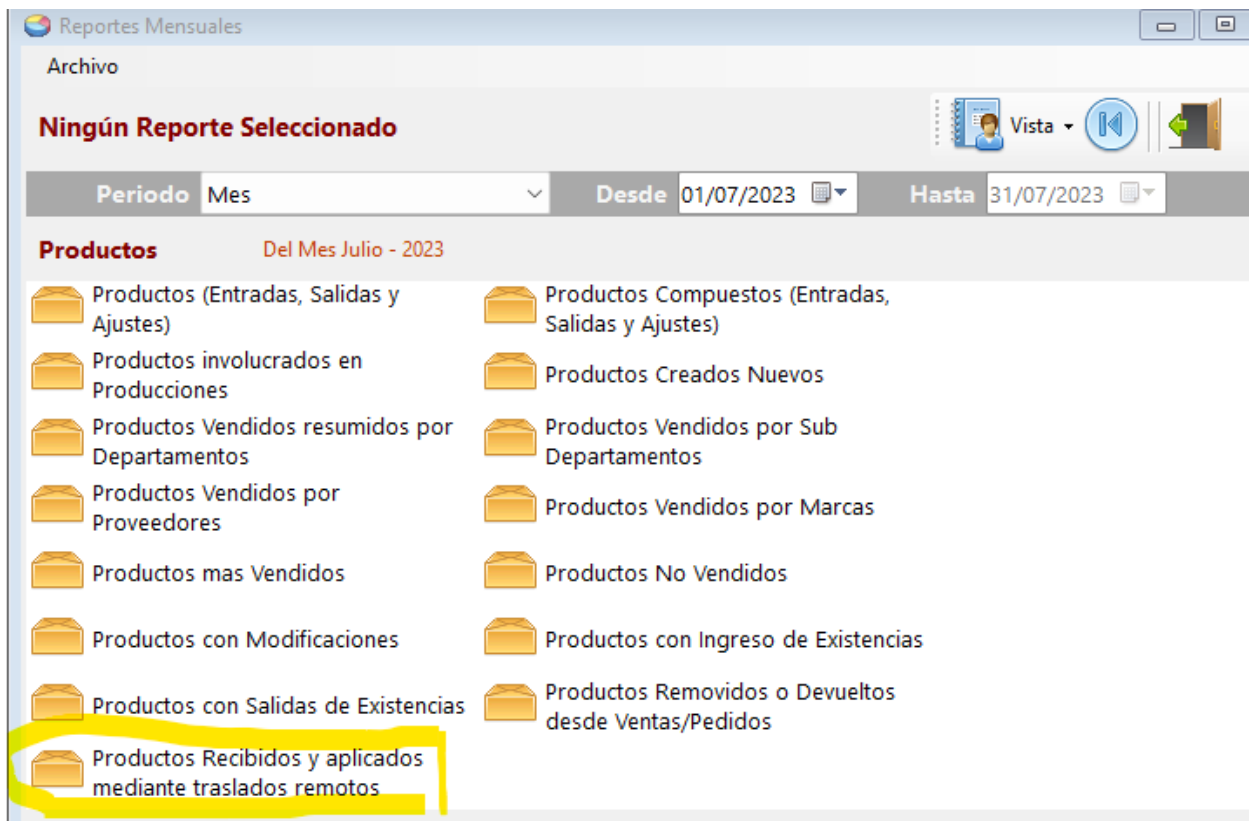 Reportes Mensuales
Archivo
Ningún Reporte Seleccionado
Vista
Periodo Mes Desde 01/07/2023 Hasta 31/07/2023
Productos Del Mes Julio - 2023
Productos (Entradas, Salidas y
Ajustes)
Productos Compuestos (Entradas,
Salidas y Ajustes)
Productos involucrados en
Producciones
Productos Creados Nuevos
Productos Vendidos resumidos por
Departamentos
Productos Vendidos por Sub
Departamentos
Productos Vendidos por
Proveedores
Productos Vendidos por Marcas
Productos mas Vendidos
Productos No Vendidos
Productos con Modificaciones
Productos con Ingreso de Existencias
Productos con Salidas de Existencias
Productos Removidos o Devueltos
desde Ventas/Pedidos
Productos Recibidos y aplicados
mediante traslados remotos